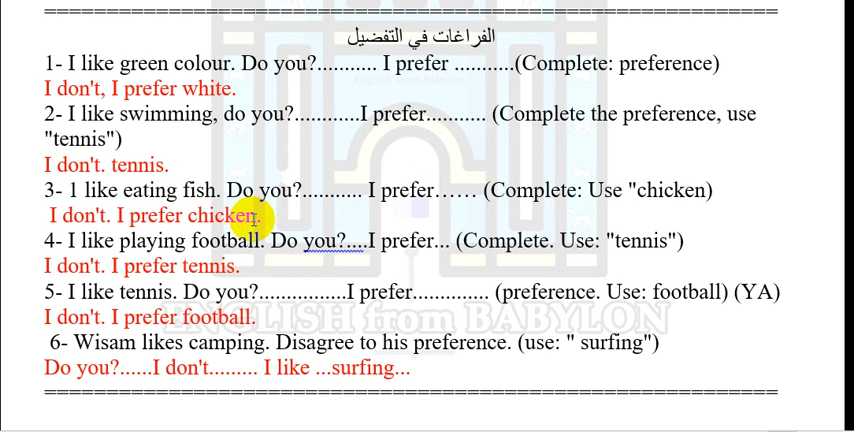 ==========================================================
الفراغات في التفضيل
1- I like green colour. Do you?........... I prefer ...........(Complete: preference)
I don't, I prefer white.
2- I like swimming, do you?............I prefer........... (Complete the preference, use
"tennis")
I don't. tennis.
3- 1 like eating fish. Do you?........... I prefer…… (Complete: Use "chicken)
I don't. I prefer chicken.
4- I like playing football. Do you?....I prefer... (Complete. Use: "tennis")
I don't. I prefer tennis.
5- I like tennis. Do you?................I prefer.............. (preference. Use: football) (YA)
I don't. I prefer football.
ENGLISH from BABYLON
6- Wisam likes camping. Disagree to his preference. (use: " surfing")
Do you?......I don't......... I like ...surfing...
==========================================================